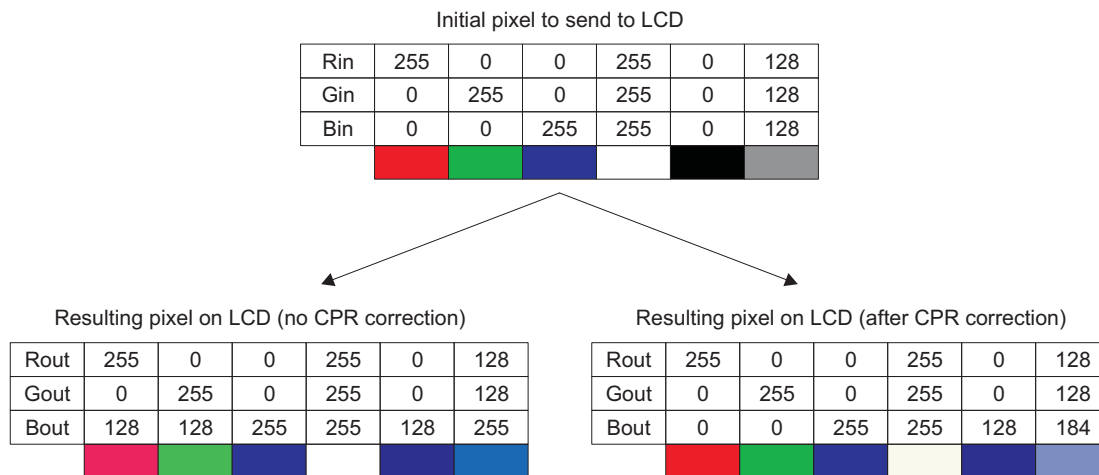 Initial pixel to send to LCD
Rin 255 0 0 255 0 128
Gin 0 255 0 255 0 128
Bin 0 0 255 255 0 128
Resulting pixel on LCD (no CPR correction)
Rout 255 0 0 255 0 128
Gout 0 255 0 255 0 128
Bout 128 128 255 255 128 255
Resulting pixel on LCD (after CPR correction)
Rout 255 0 0 255 0 128
Gout 0 255 0 255 0 128
Bout 0 0 255 255 128 184